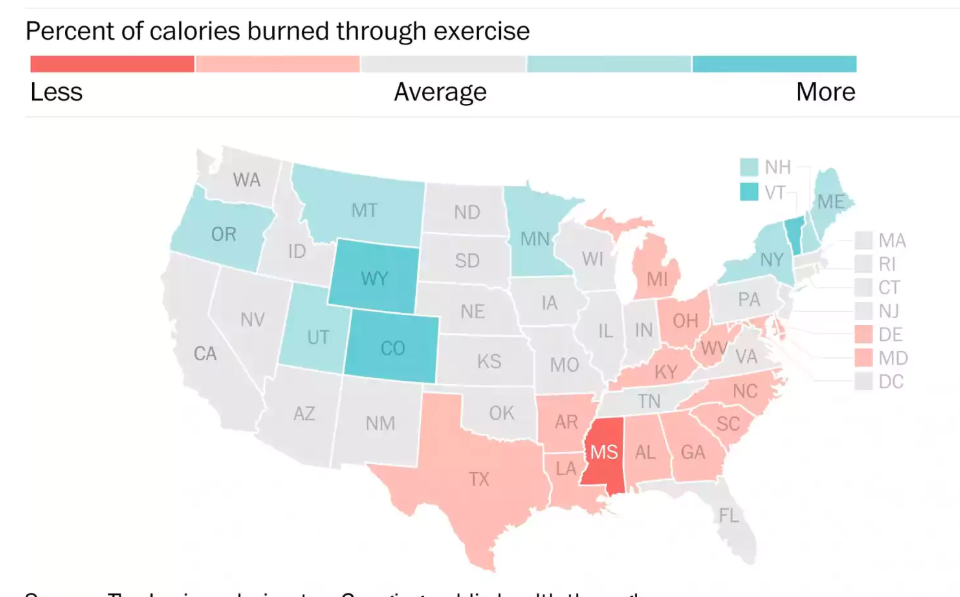 Percent of calories burned through exercise
Less Average More
NH
VT
WA
ME
MT
ND
OR
MN
MA
ID
WI
NY
SD
RI
WY
MI
CT
PA
NE
IA
NJ
NV
OH
IL
IN
DE
UT
CO
WV
CA
VA
MD
KS
MO
KY
DC
NC
TN
AZ
OK
NM
AR
SC
MS
AL
GA
LA
TX
FL